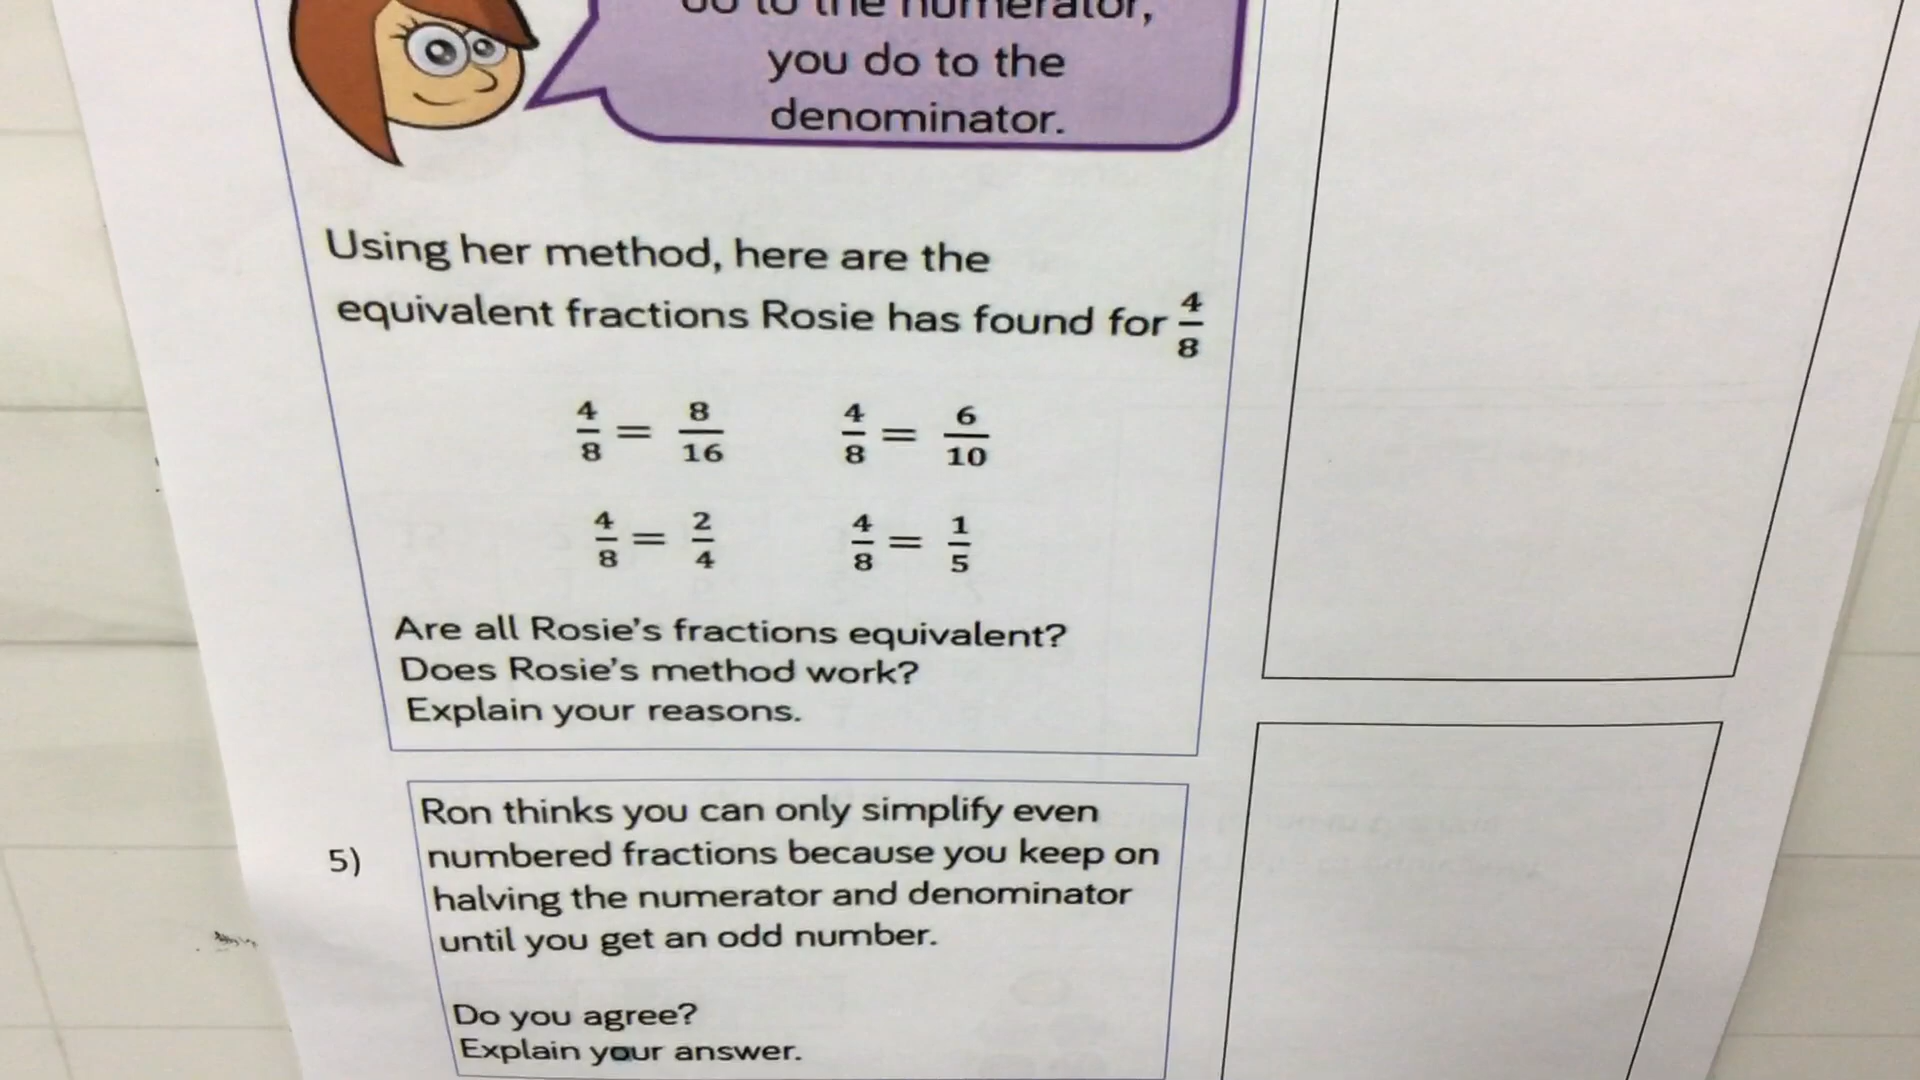 do to the numerator,
you do to the
denominator.
Using her method, here are the
equivalent fractions Rosie has found for 4/8
4/8 = 8/16 4/8 = 6/10
4/8 = 2/4 4/8 = 1/5
Are all Rosie's fractions equivalent?
Does Rosie's method work?
Explain your reasons.
5)
Ron thinks you can only simplify even
numbered fractions because you keep on
halving the numerator and denominator
until you get an odd number.
Do you agree?
Explain your answer.